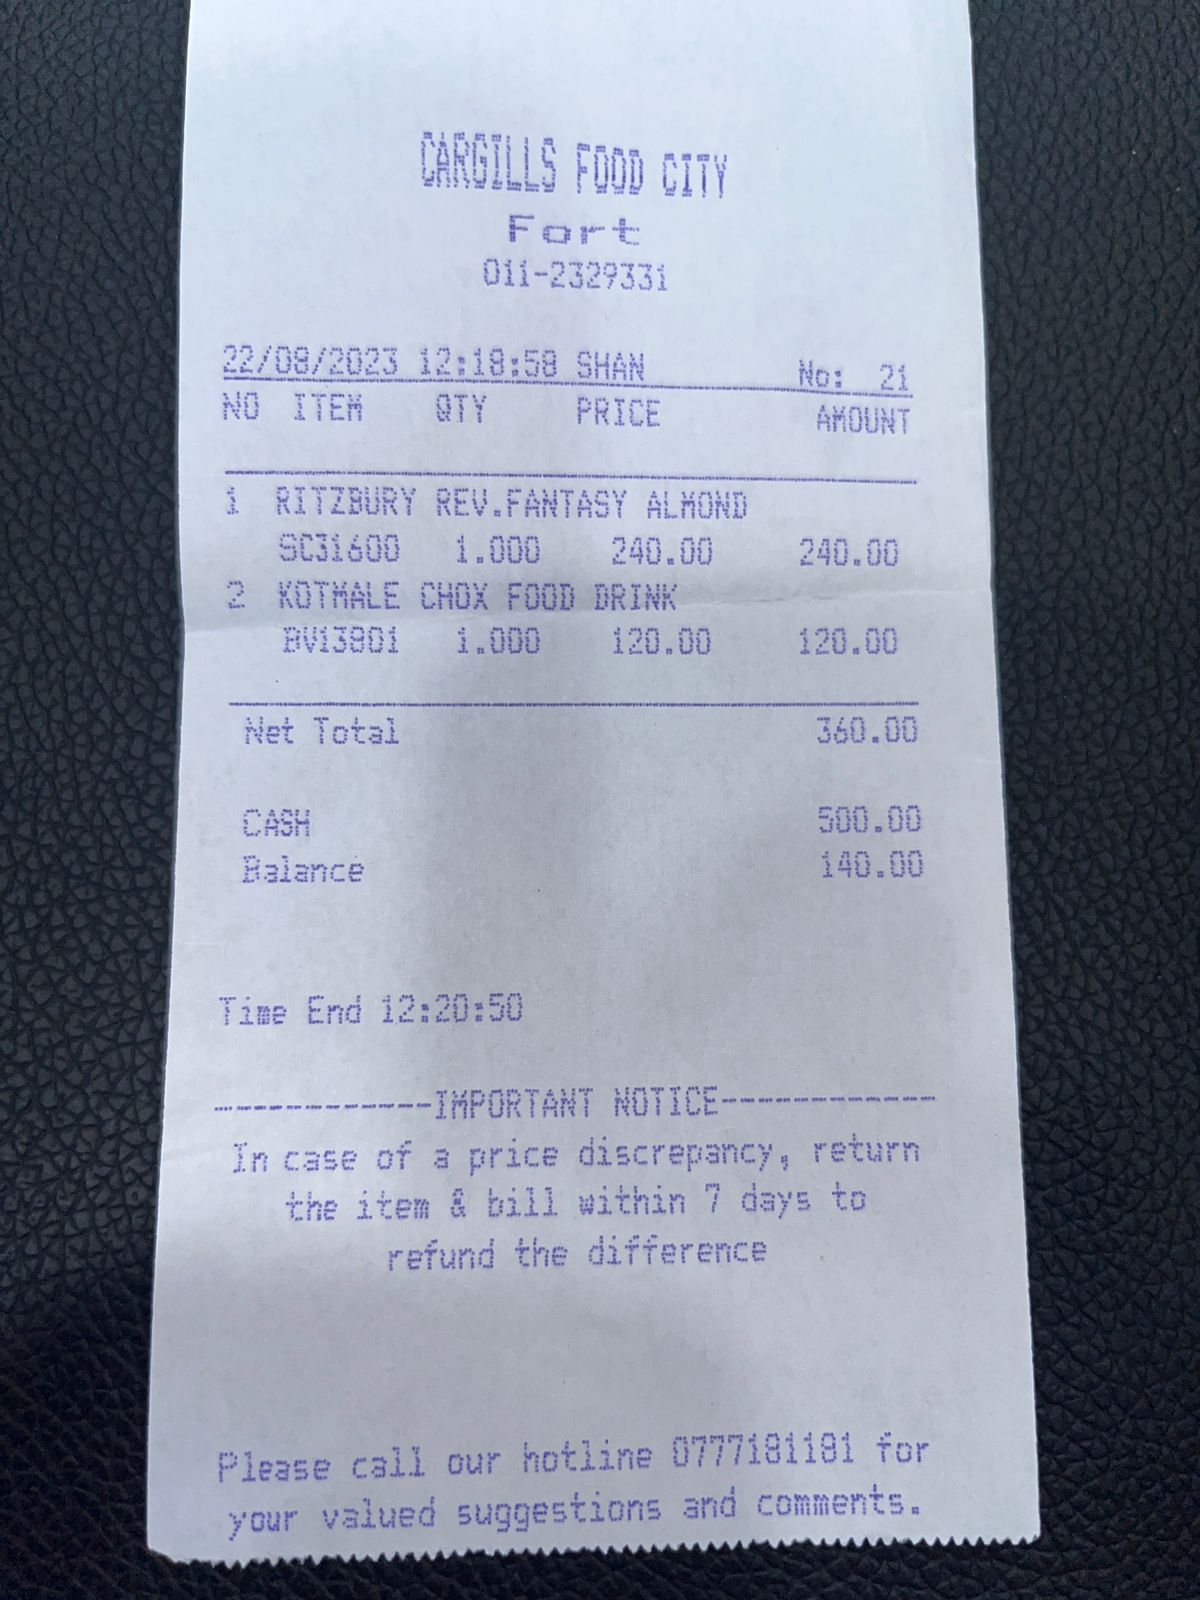 CARGILLS FOOD CITY
Fort
011-2329331
22/08/2023 12:18:58 SHAN No: 21
NO ITEM QTY PRICE AMOUNT
1 RITZBURY REV.FANTASY ALMOND
SC31600 1.000 240.00 240.00
2 KOTMALE CHOX FOOD DRINK
BV13801 1.000 120.00 120.00
Net Total 360.00
CASH 500.00
Balance 140.00
Time End 12:20:50
------------IMPORTANT NOTICE------------
In case of a price discrepancy, return
the item & bill within 7 days to
refund the difference
Please call our hotline 0777181181 for
your valued suggestions and comments.